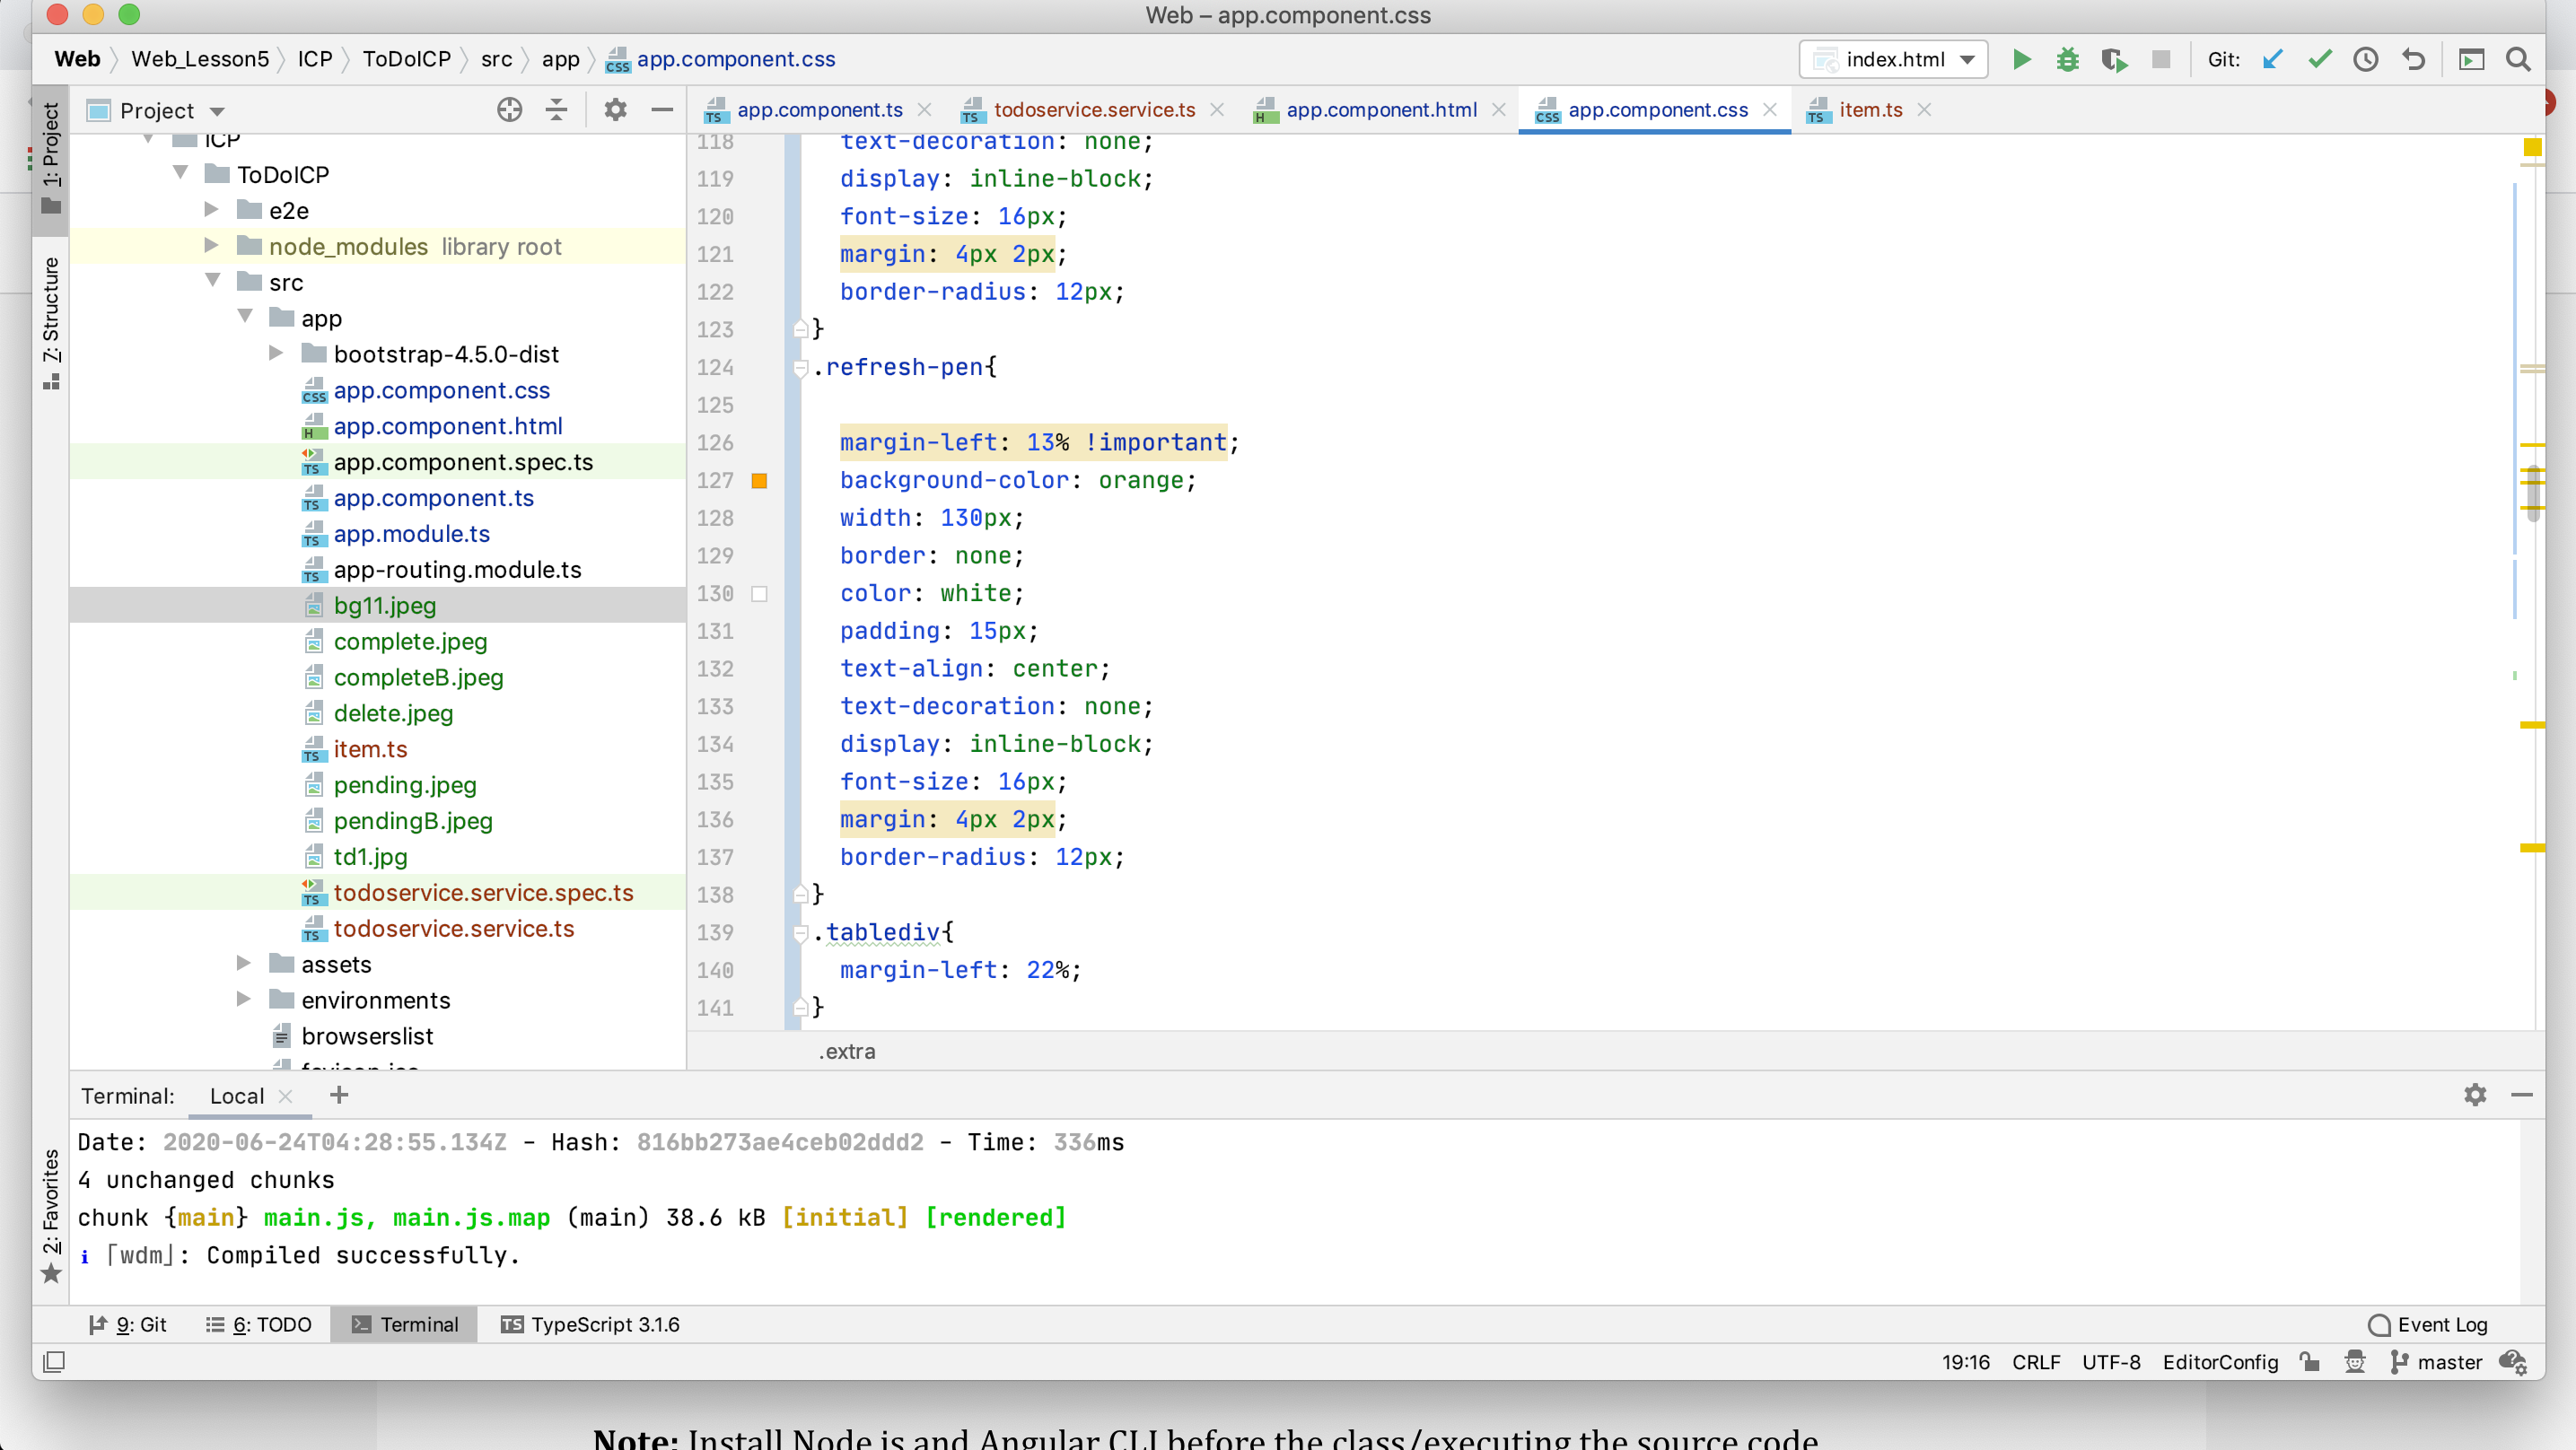 Web – app.component.css
Web Web_Lesson5 ICP ToDoICP src app app.component.css
index.html Git:
1: Project
7: Structure
2: Favorites
Project
ICP
ToDoICP
e2e
node_modules library root
src
app
bootstrap-4.5.0-dist
app.component.css
app.component.html
app.component.spec.ts
app.component.ts
app.module.ts
app-routing.module.ts
bg11.jpeg
complete.jpeg
completeB.jpeg
delete.jpeg
item.ts
pending.jpeg
pendingB.jpeg
td1.jpg
todoservice.service.spec.ts
todoservice.service.ts
assets
environments
browserslist
favicon.ico
app.component.ts todoservice.service.ts app.component.html app.component.css item.ts
118 text-decoration: none;
119 display: inline-block;
120 font-size: 16px;
121 margin: 4px 2px;
122 border-radius: 12px;
123 }
124 .refresh-pen{
125
126 margin-left: 13% !important;
127 background-color: orange;
128 width: 130px;
129 border: none;
130 color: white;
131 padding: 15px;
132 text-align: center;
133 text-decoration: none;
134 display: inline-block;
135 font-size: 16px;
136 margin: 4px 2px;
137 border-radius: 12px;
138 }
139 .tablediv{
140 margin-left: 22%;
141 }
.extra
Terminal: Local
Date: 2020-06-24T04:28:55.134Z - Hash: 816bb273ae4ceb02ddd2 - Time: 336ms
4 unchanged chunks
chunk {main} main.js, main.js.map (main) 38.6 kB [initial] [rendered]
i ｢wdm｣: Compiled successfully.
9: Git 6: TODO Terminal TypeScript 3.1.6 Event Log
19:16 CRLF UTF-8 EditorConfig master
Note: Install Node js and Angular CLI before the class/executing the source code